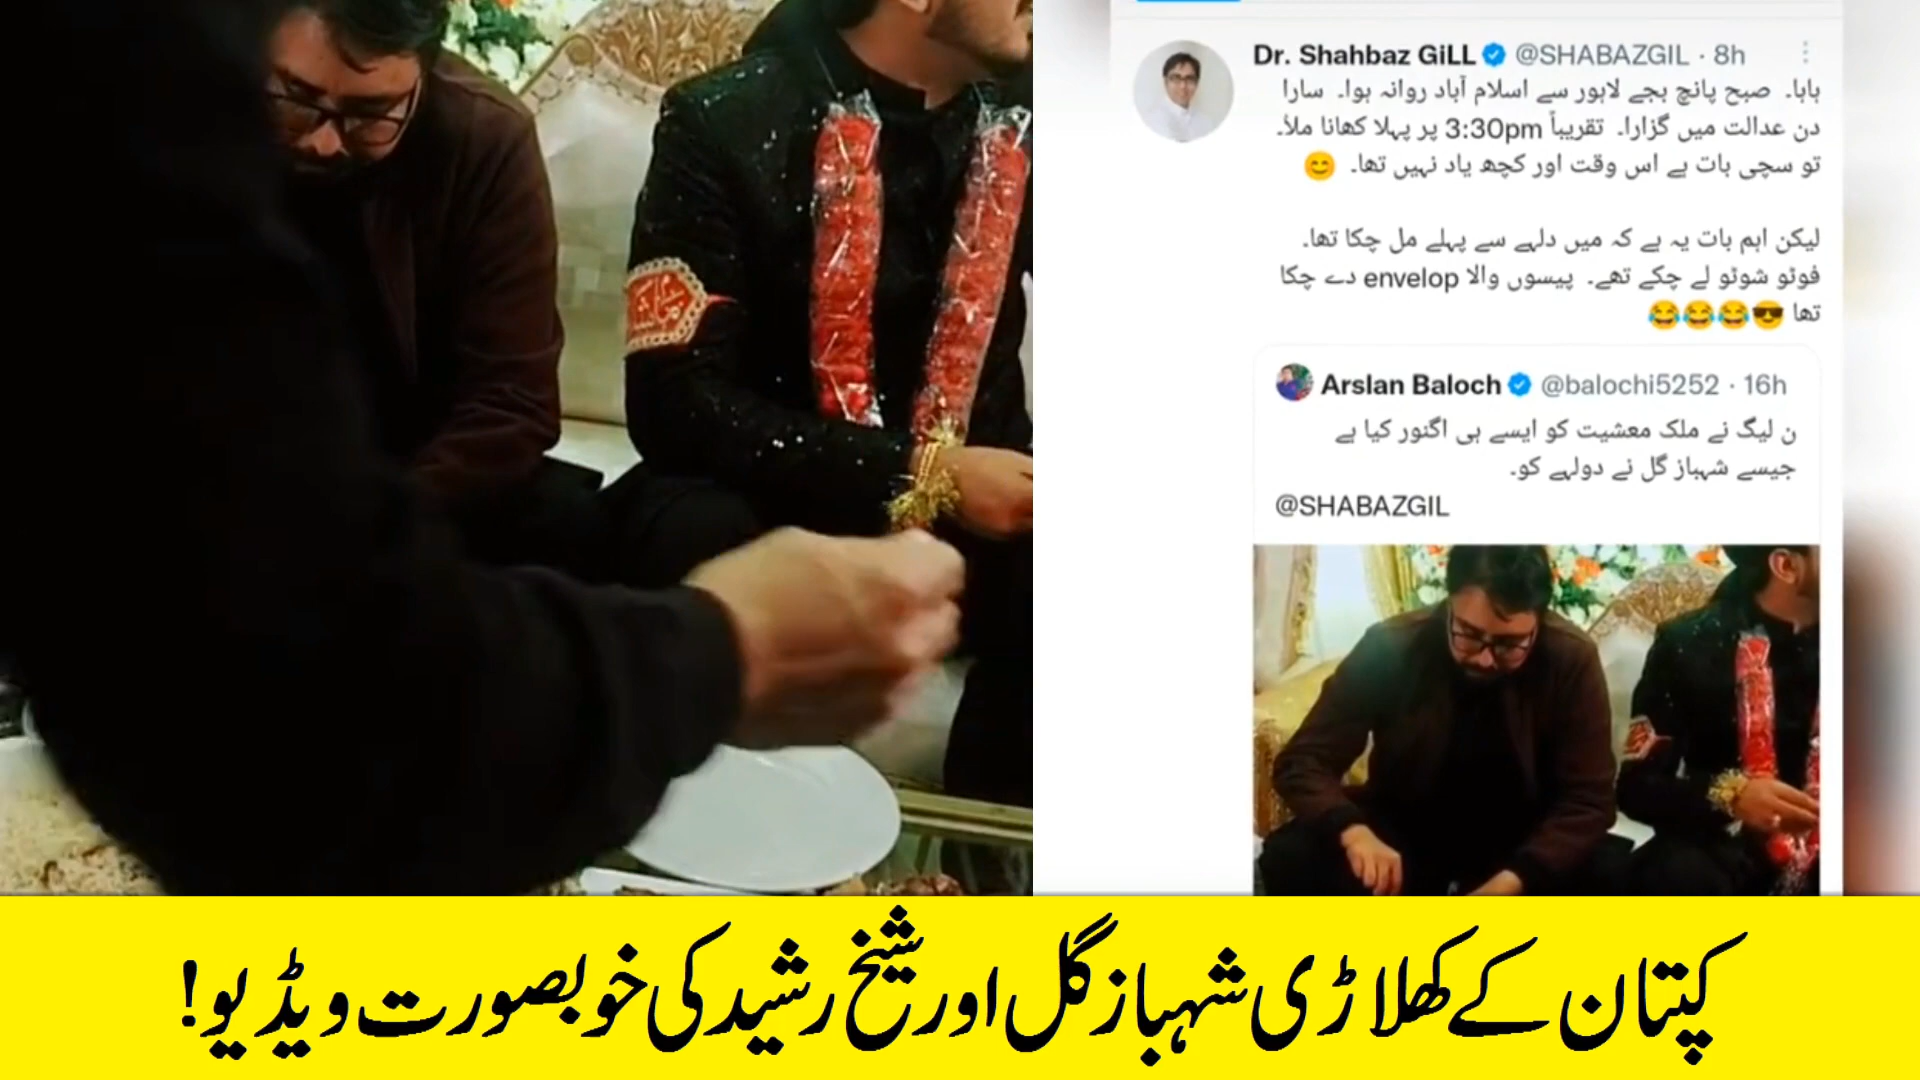 Dr. Shahbaz GiLL @SHABAZGIL · 8h
ہاہا۔ صبح پانچ بجے لاہور سے اسلام آباد روانہ ہوا۔ سارا
دن عدالت میں گزارا۔ تقریباً 3:30pm پر پہلا کھانا ملا۔
تو سچی بات ہے اس وقت اور کچھ یاد نہیں تھا۔ 😊
لیکن اہم بات یہ ہے کہ میں دلہے سے پہلے مل چکا تھا۔
فوٹو شوٹو لے چکے تھے۔ پیسوں والا envelop دے چکا
تھا 😎😂😂😂
Arslan Baloch @balochi5252 · 16h
ن لیگ نے ملک معشیت کو ایسے ہی اگنور کیا ہے
جیسے شہباز گل نے دولہے کو۔
@SHABAZGIL
کپتان کے کھلاڑی شہباز گل اور شیخ رشید کی خوبصورت ویڈیو!